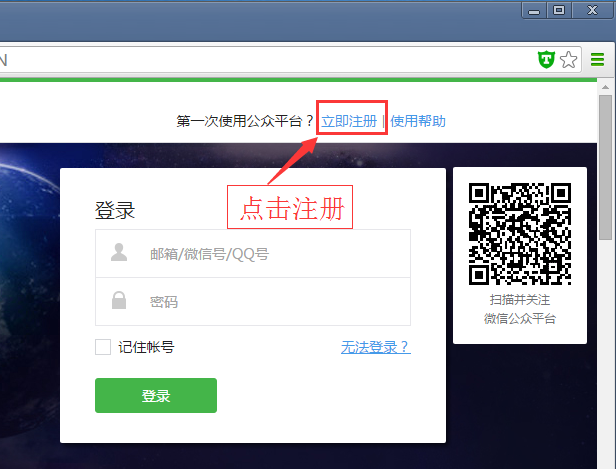 N
第一次使用公众平台？立即注册 | 使用帮助
点击注册
登录
邮箱/微信号/QQ号
密码
记住帐号 无法登录？
登录
扫描并关注
微信公众平台